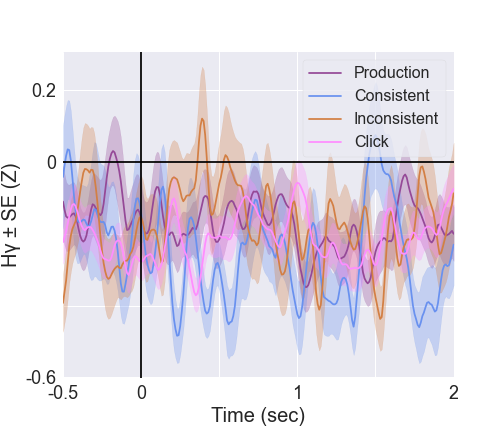 Production
Consistent
Inconsistent
Click
0.2
0
-0.6
Hγ ± SE (Z)
-0.5
0
1
2
Time (sec)